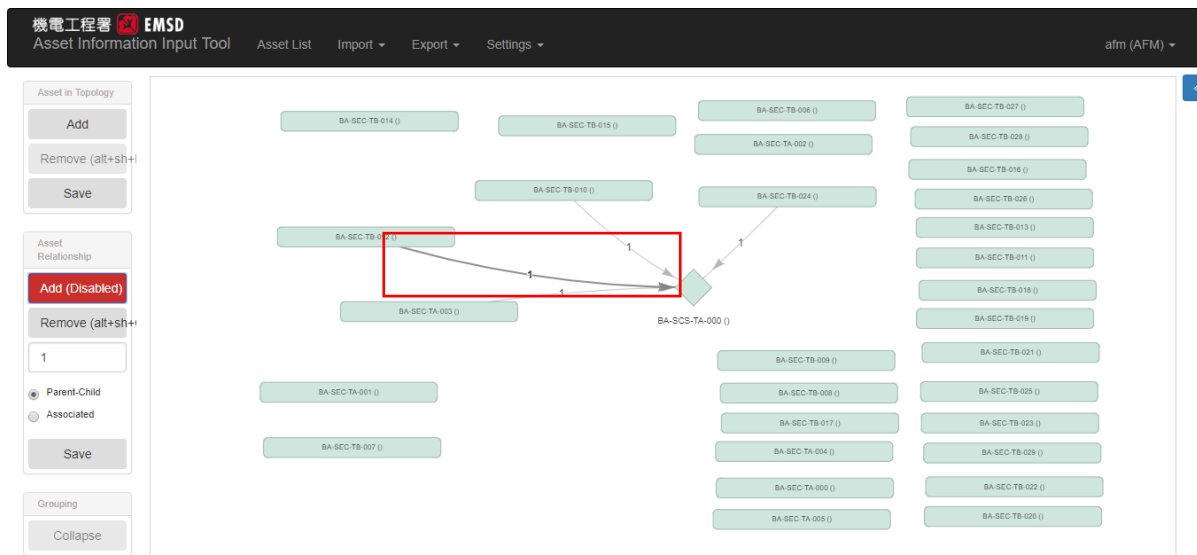 機電工程署 EMSD
Asset Information Input Tool Asset List Import Export Settings afm (AFM)
Asset in Topology
Add
Remove (alt+sh+
Save
Asset
Relationship
Add (Disabled)
Remove (alt+sh+
1
Parent-Child
Associated
Save
Grouping
Collapse
BA-SEC-TB-014 ()
BA-SEC-TB-015 ()
BA-SEC-TB-006 ()
BA-SEC-TA-002 ()
BA-SEC-TB-010 ()
BA-SEC-TB-024 ()
BA-SEC-TB-012 ()
1
1
1
1
BA-SEC-TA-003 ()
BA-SCS-TA-000 ()
BA-SEC-TA-001 ()
BA-SEC-TB-007 ()
BA-SEC-TB-009 ()
BA-SEC-TB-008 ()
BA-SEC-TB-017 ()
BA-SEC-TA-004 ()
BA-SEC-TA-000 ()
BA-SEC-TA-005 ()
BA-SEC-TB-027 ()
BA-SEC-TB-028 ()
BA-SEC-TB-016 ()
BA-SEC-TB-026 ()
BA-SEC-TB-013 ()
BA-SEC-TB-011 ()
BA-SEC-TB-018 ()
BA-SEC-TB-019 ()
BA-SEC-TB-021 ()
BA-SEC-TB-025 ()
BA-SEC-TB-023 ()
BA-SEC-TB-029 ()
BA-SEC-TB-022 ()
BA-SEC-TB-020 ()